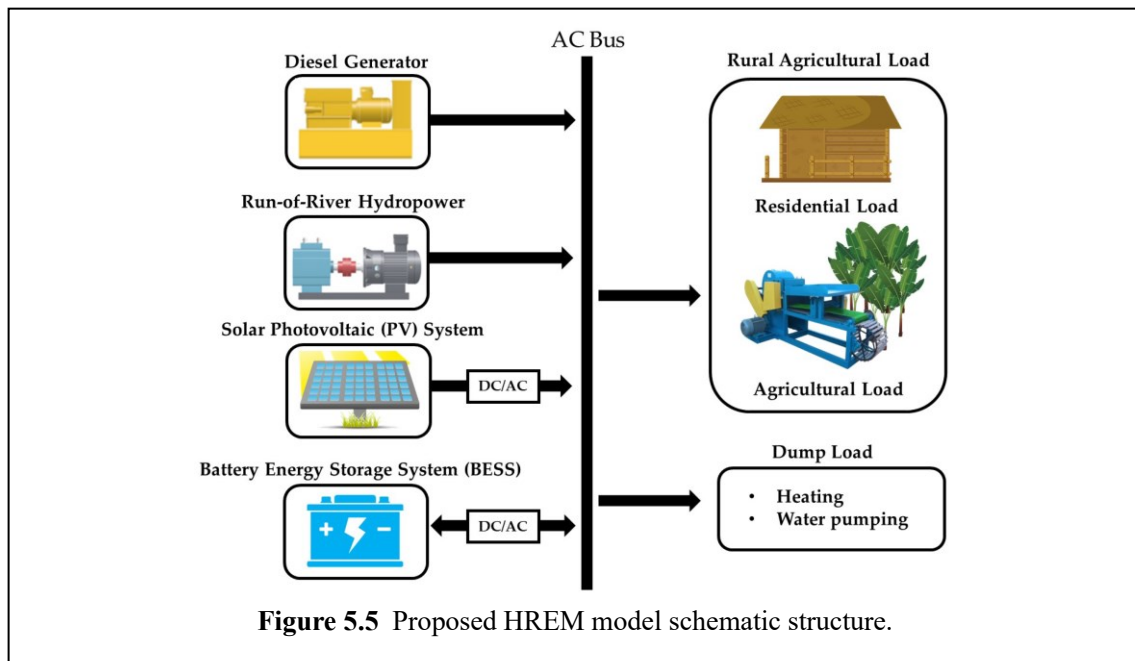 AC Bus
Diesel Generator
Run-of-River Hydropower
Solar Photovoltaic (PV) System
DC/AC
Battery Energy Storage System (BESS)
+ −
DC/AC
Rural Agricultural Load
Residential Load
Agricultural Load
Dump Load
• Heating
• Water pumping
Figure 5.5 Proposed HREM model schematic structure.